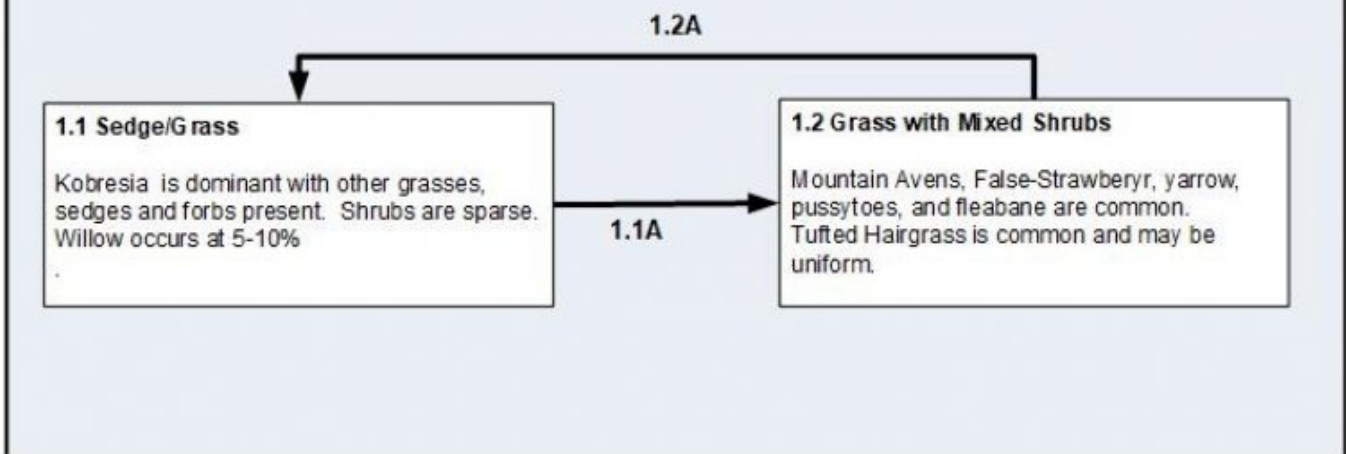 1.2A
1.1 Sedge/Grass
Kobresia is dominant with other grasses,
sedges and forbs present. Shrubs are sparse.
Willow occurs at 5-10%
.
1.1A
1.2 Grass with Mixed Shrubs
Mountain Avens, False-Strawberyr, yarrow,
pussytoes, and fleabane are common.
Tufted Hairgrass is common and may be
uniform.